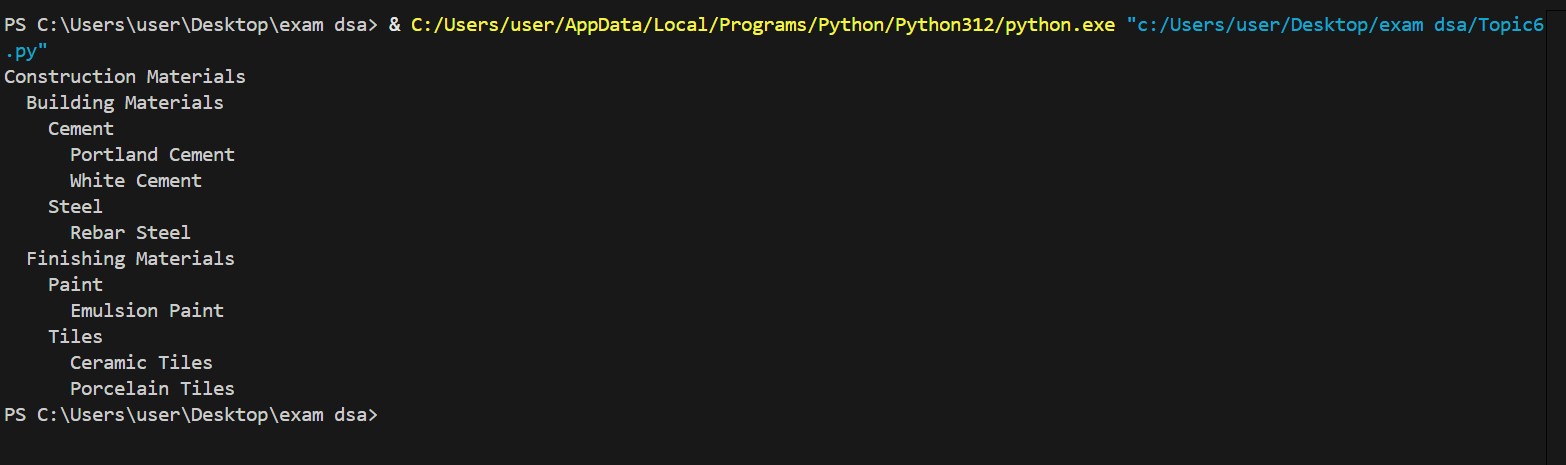 PS C:\Users\user\Desktop\exam dsa> & C:/Users/user/AppData/Local/Programs/Python/Python312/python.exe "c:/Users/user/Desktop/exam dsa/Topic6
.py"
Construction Materials
  Building Materials
    Cement
      Portland Cement
      White Cement
    Steel
      Rebar Steel
  Finishing Materials
    Paint
      Emulsion Paint
    Tiles
      Ceramic Tiles
      Porcelain Tiles
PS C:\Users\user\Desktop\exam dsa>